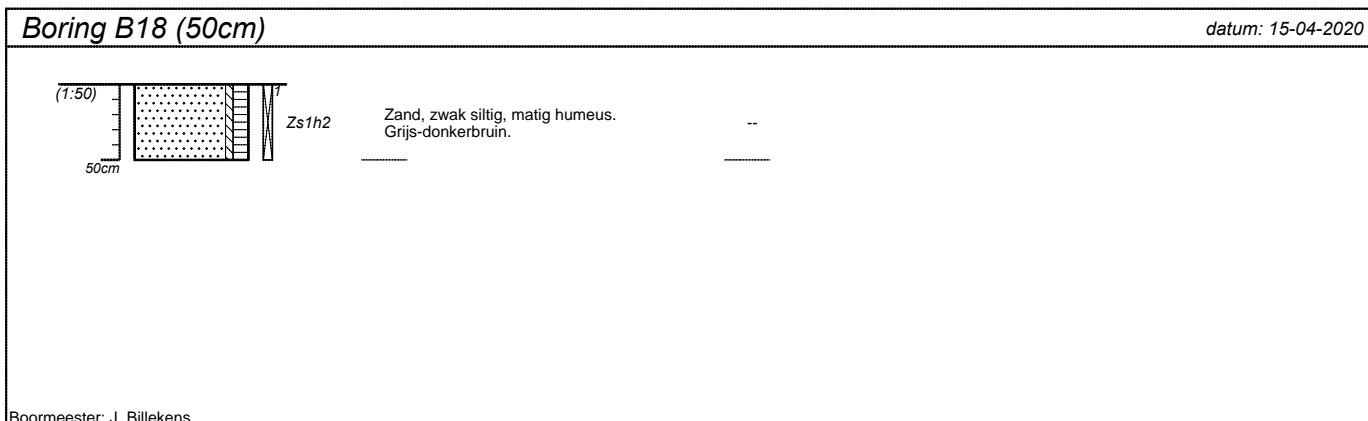 Boring B18 (50cm)
datum: 15-04-2020
(1:50)
1
Zs1h2
Zand, zwak siltig, matig humeus.
Grijs-donkerbruin.
--
50cm
Boormeester: J. Billekens